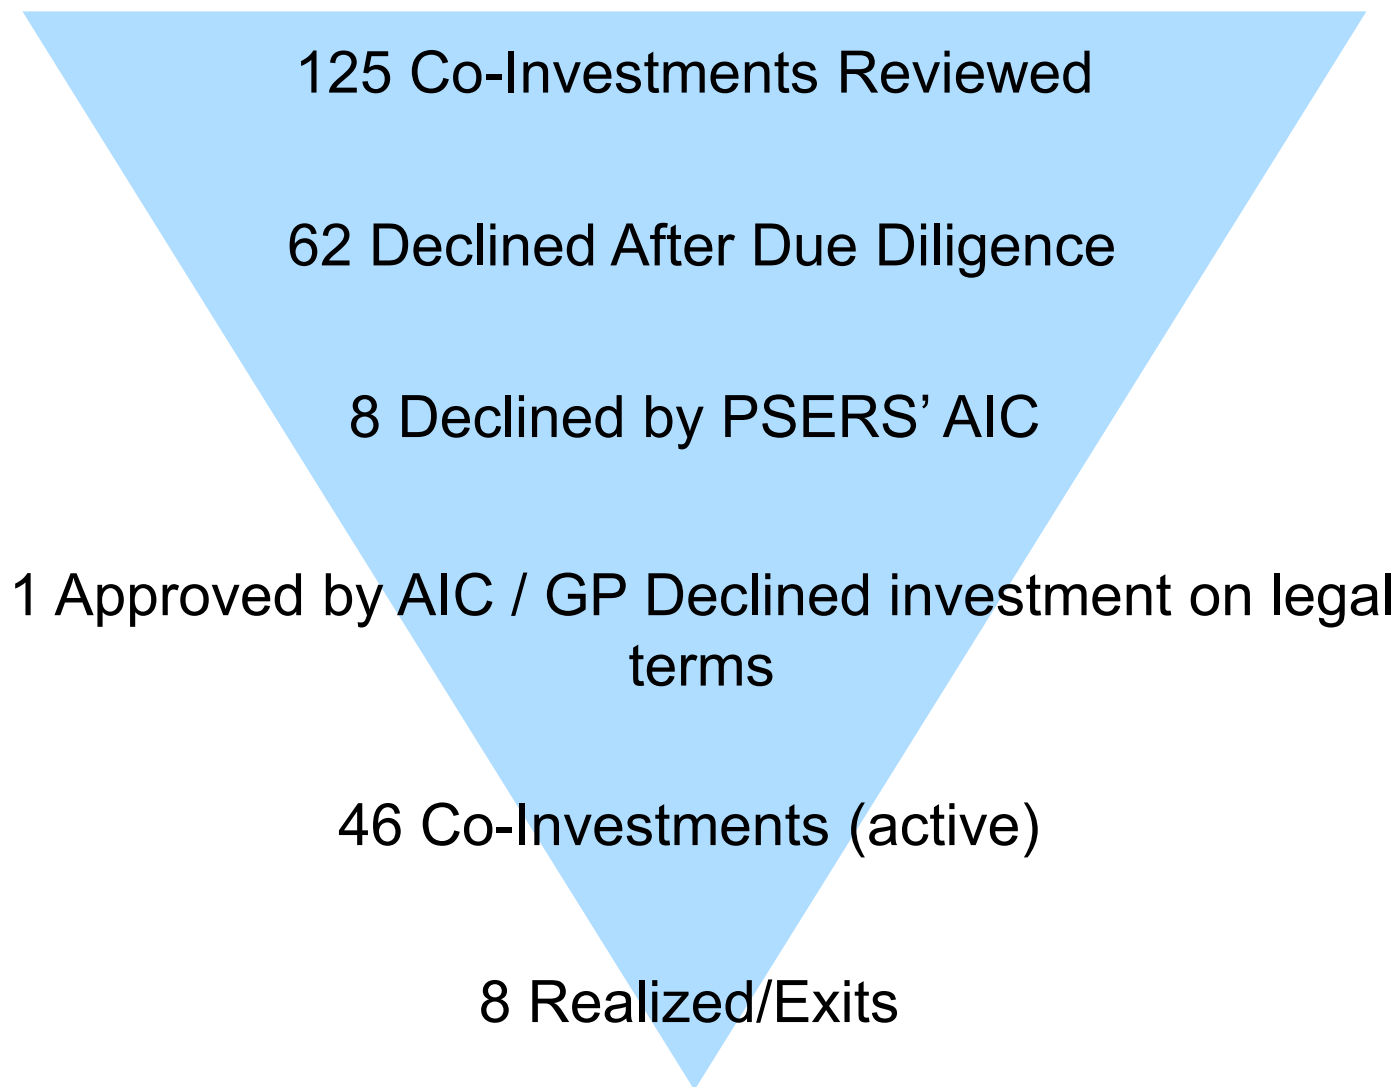 125 Co-Investments Reviewed
62 Declined After Due Diligence
8 Declined by PSERS’ AIC
1 Approved by AIC / GP Declined investment on legal
terms
46 Co-Investments (active)
8 Realized/Exits